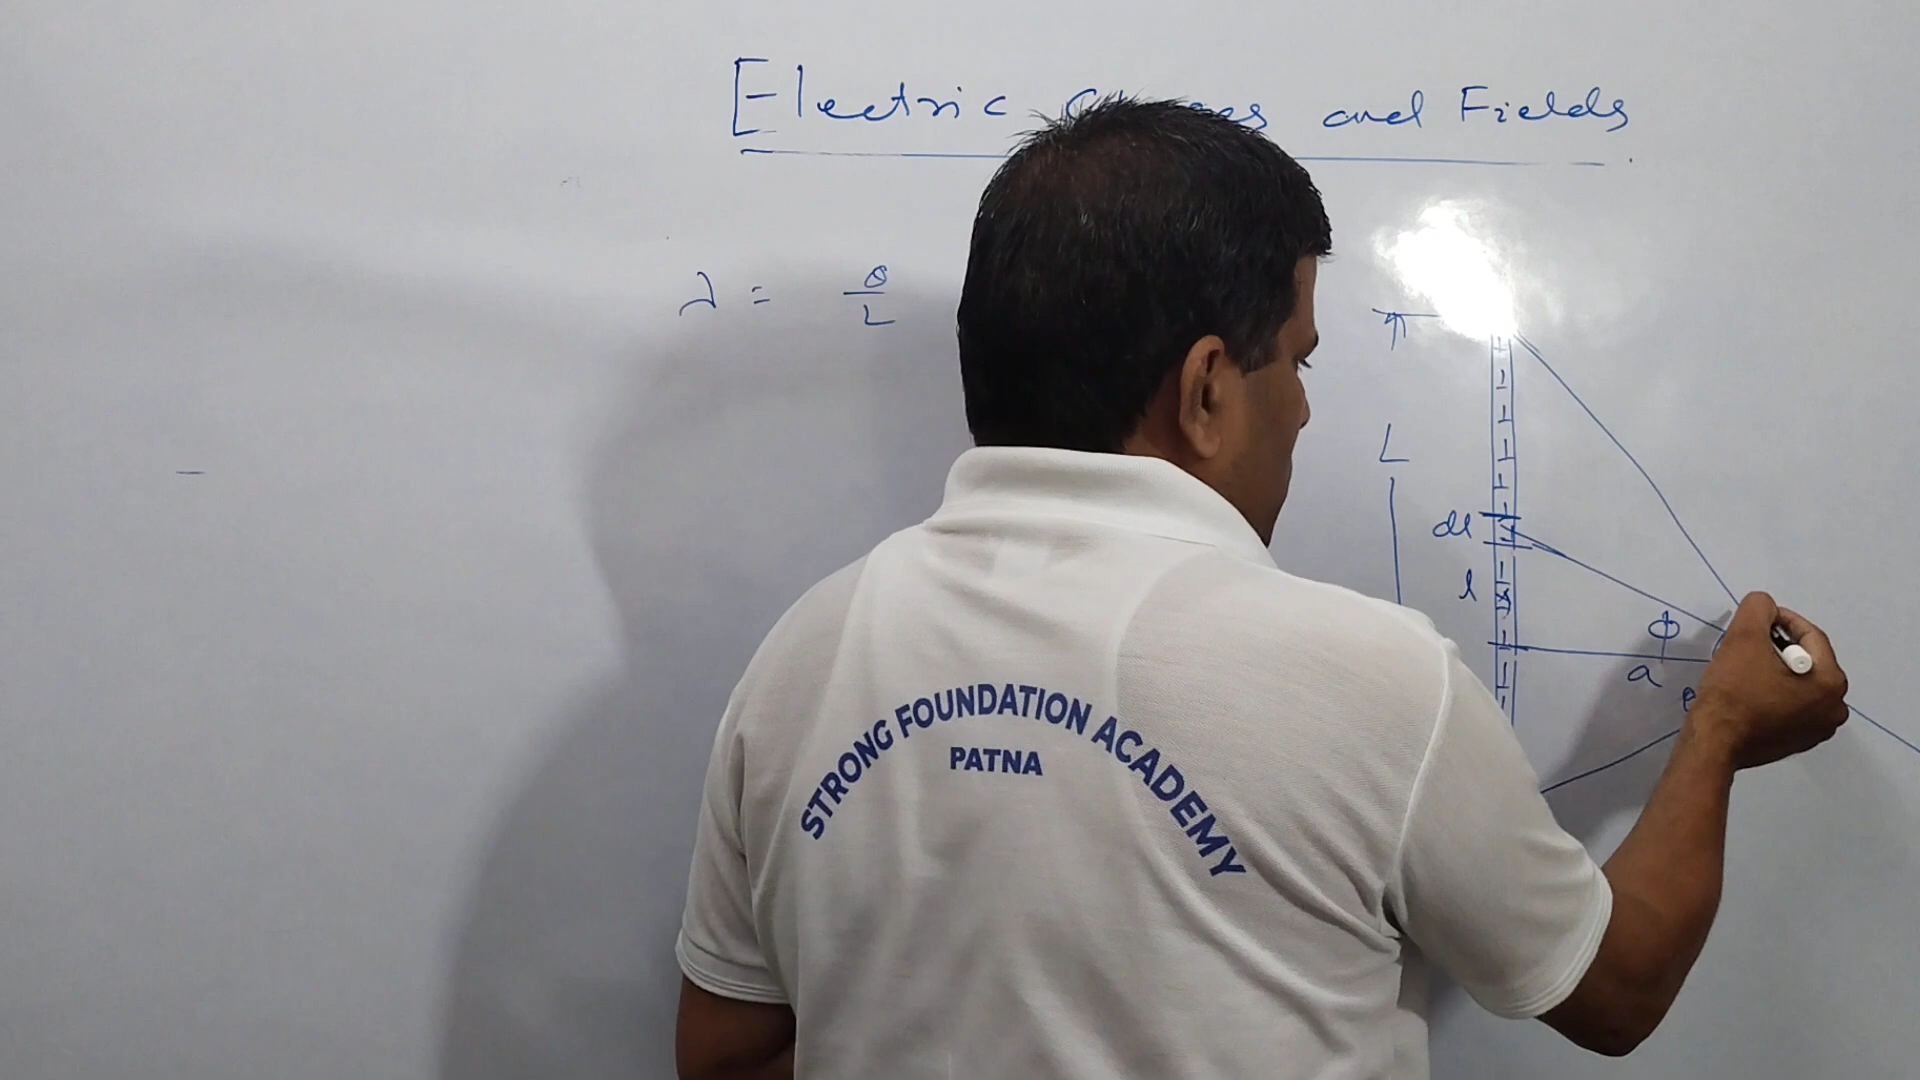 Electric and Fields
λ = Q/L
L
dl
l
ϕ
a
STRONG FOUNDATION ACADEMY
PATNA